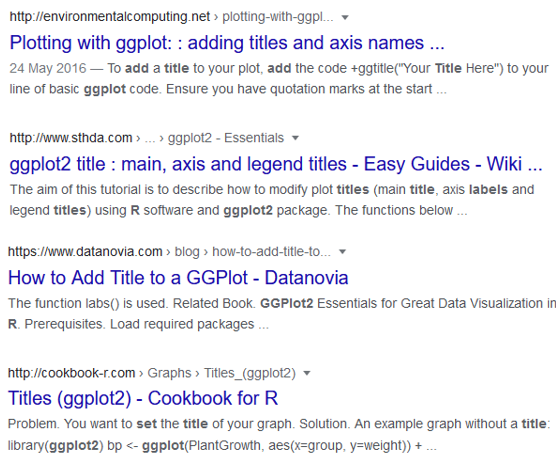 http://environmentalcomputing.net › plotting-with-ggpl...
Plotting with ggplot: : adding titles and axis names ...
24 May 2016 — To add a title to your plot, add the code +ggtitle("Your Title Here") to your
line of basic ggplot code. Ensure you have quotation marks at the start ...
http://www.sthda.com › ... › ggplot2 - Essentials
ggplot2 title : main, axis and legend titles - Easy Guides - Wiki ...
The aim of this tutorial is to describe how to modify plot titles (main title, axis labels and
legend titles) using R software and ggplot2 package. The functions below ...
https://www.datanovia.com › blog › how-to-add-title-to...
How to Add Title to a GGPlot - Datanovia
The function labs() is used. Related Book. GGPlot2 Essentials for Great Data Visualization in
R. Prerequisites. Load required packages ...
http://cookbook-r.com › Graphs › Titles_(ggplot2)
Titles (ggplot2) - Cookbook for R
Problem. You want to set the title of your graph. Solution. An example graph without a title:
library(ggplot2) bp <- ggplot(PlantGrowth, aes(x=group, y=weight)) + ...